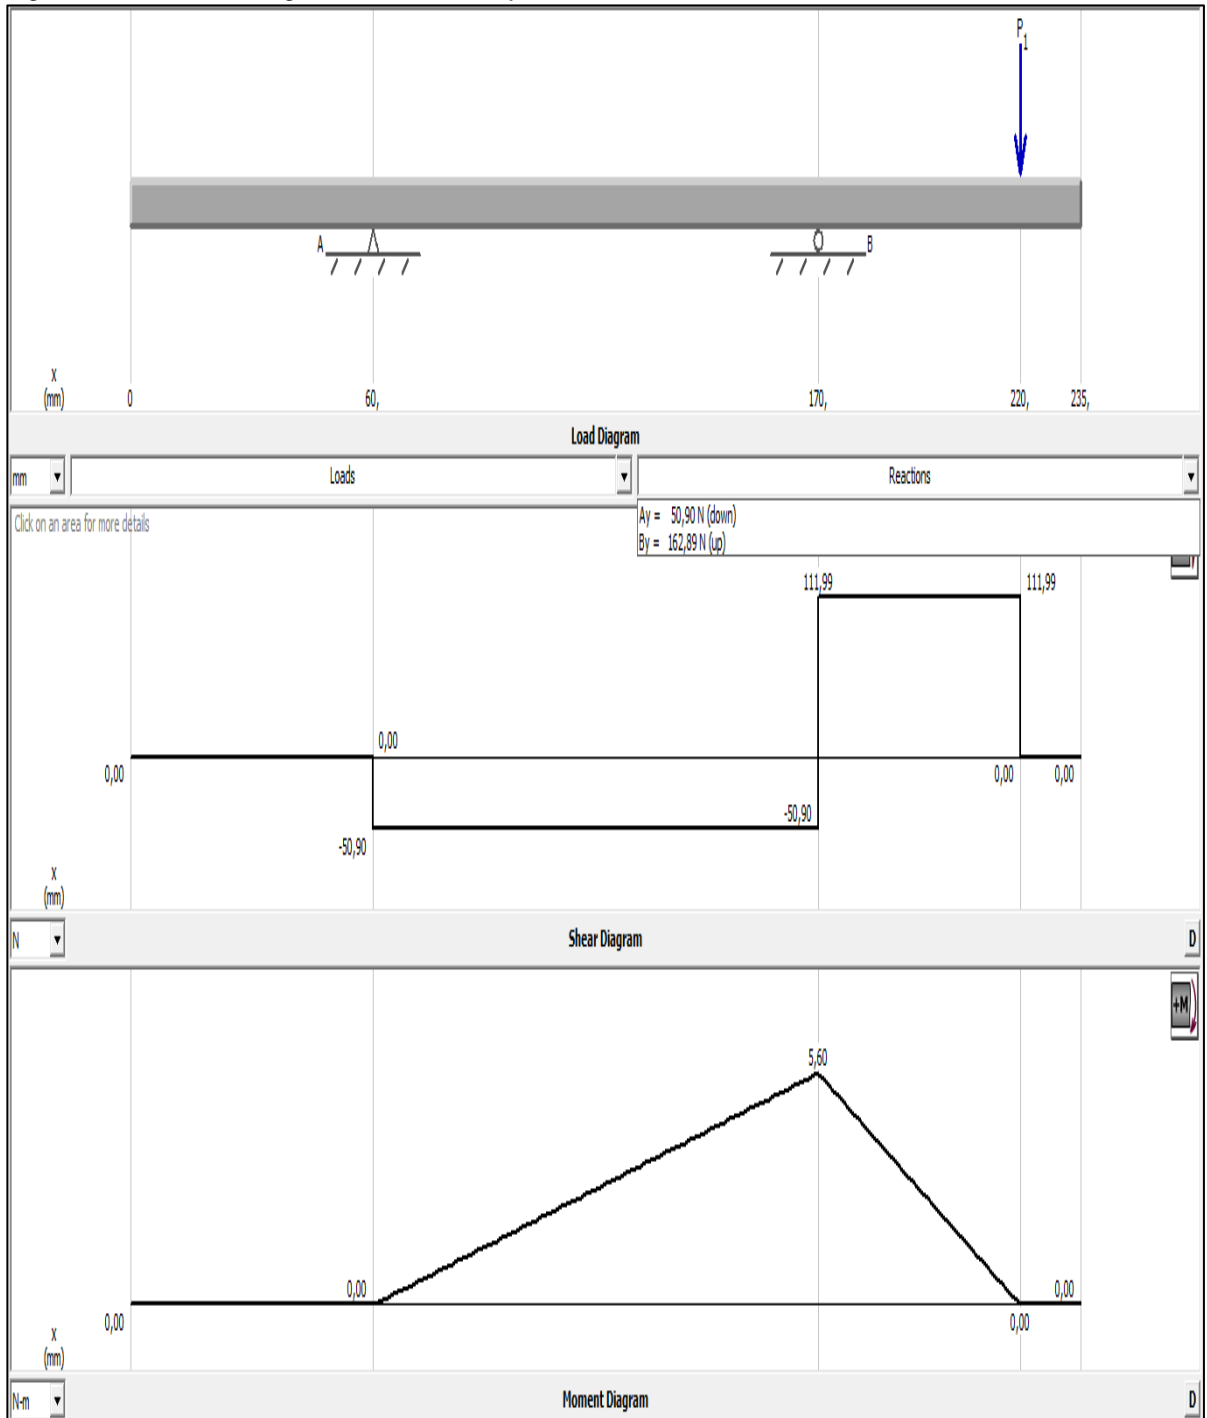 P1
A
B
x
(mm)
0
60,
170,
220,
235,
Load Diagram
mm
Loads
Reactions
Click on an area for more details
Ay = 50,90 N (down)
By = 162,89 N (up)
111,99
111,99
0,00
0,00
0,00
0,00
-50,90
-50,90
x
(mm)
N
Shear Diagram
D
+M
5,60
0,00
0,00
0,00
0,00
x
(mm)
N-m
Moment Diagram
D